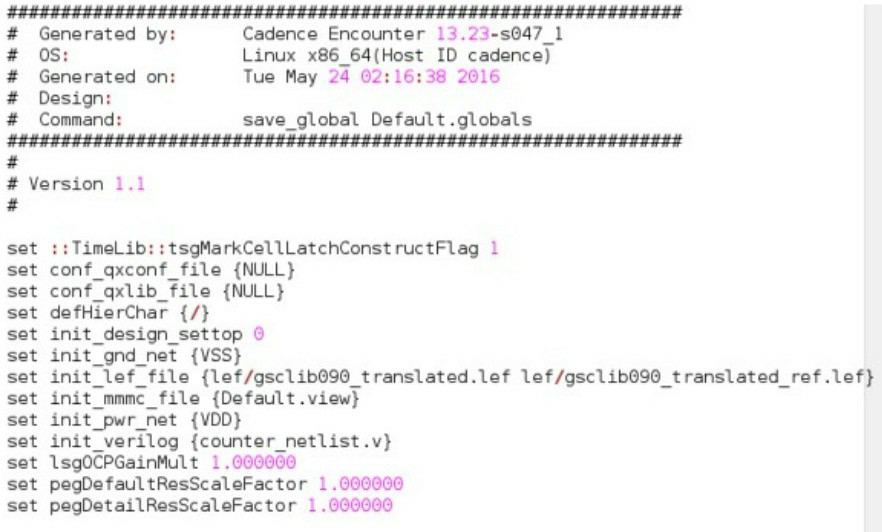 ###############################################################
#  Generated by:      Cadence Encounter 13.23-s047_1
#  OS:                Linux x86_64(Host ID cadence)
#  Generated on:      Tue May 24 02:16:38 2016
#  Design:
#  Command:           save_global Default.globals
###############################################################
#
# Version 1.1
#
set ::TimeLib::tsgMarkCellLatchConstructFlag 1
set conf_qxconf_file {NULL}
set conf_qxlib_file {NULL}
set defHierChar {/}
set init_design_settop 0
set init_gnd_net {VSS}
set init_lef_file {lef/gsclib090_translated.lef lef/gsclib090_translated_ref.lef}
set init_mmmc_file {Default.view}
set init_pwr_net {VDD}
set init_verilog {counter_netlist.v}
set lsgOCPGainMult 1.000000
set pegDefaultResScaleFactor 1.000000
set pegDetailResScaleFactor 1.000000